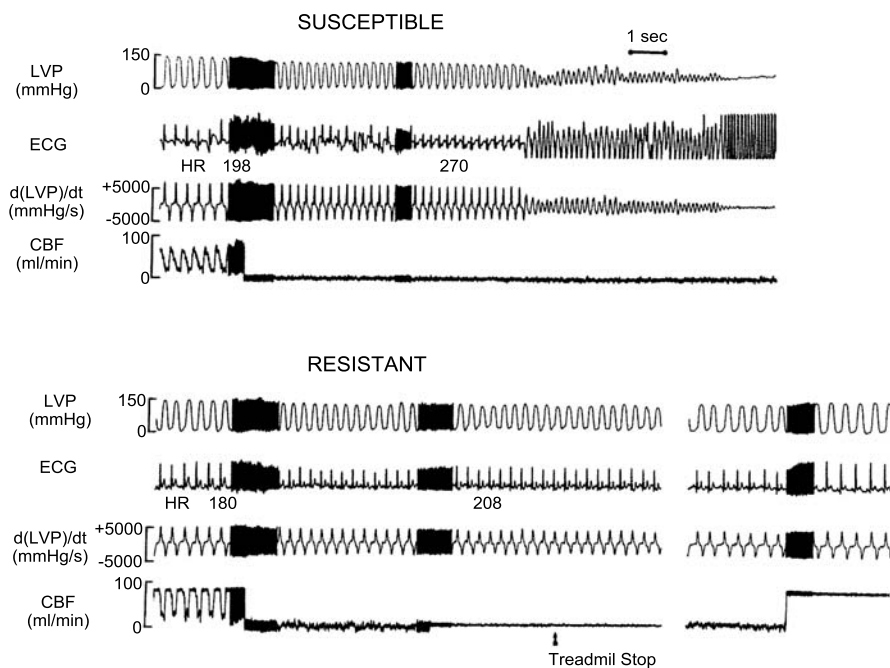 SUSCEPTIBLE
1 sec
LVP
(mmHg)
150
0
ECG
HR 198 270
d(LVP)/dt
(mmHg/s)
+5000
-5000
CBF
(ml/min)
100
0
RESISTANT
LVP
(mmHg)
150
0
ECG
HR 180 208
d(LVP)/dt
(mmHg/s)
+5000
-5000
CBF
(ml/min)
100
0
Treadmil Stop